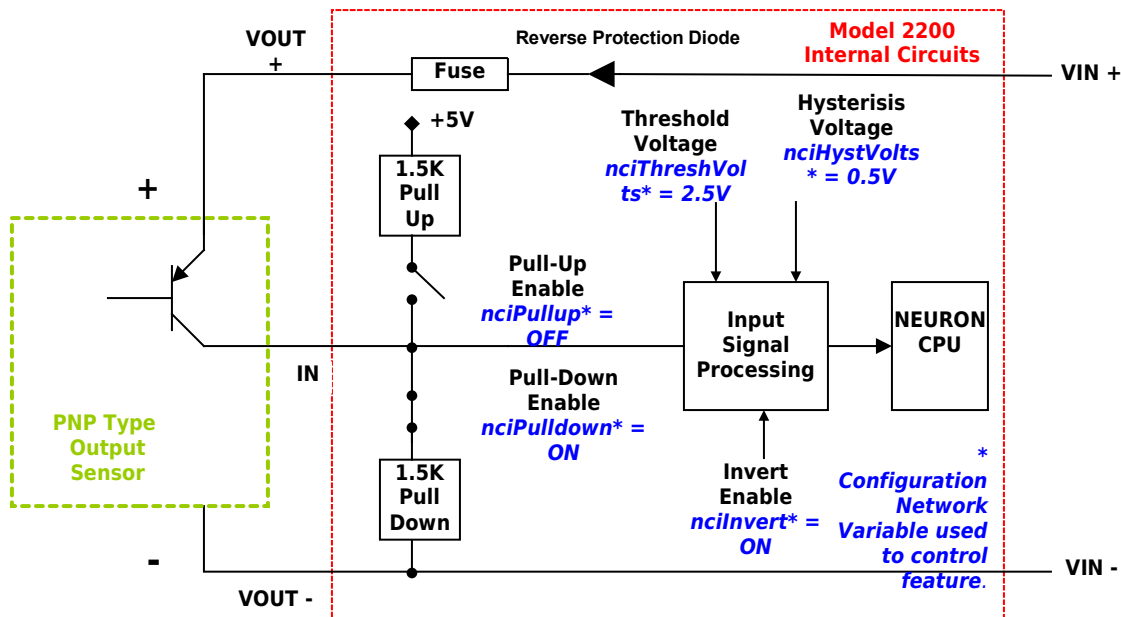 VOUT
+
Reverse Protection Diode
Model 2200
Internal Circuits
Fuse
VIN +
+5V
Threshold
Voltage
nciThreshVol
ts* = 2.5V
Hysterisis
Voltage
nciHystVolts
* = 0.5V
1.5K
Pull
Up
+
Pull-Up
Enable
nciPullup* =
OFF
Input
Signal
Processing
NEURON
CPU
IN
Pull-Down
Enable
nciPulldown* =
ON
PNP Type
Output
Sensor
1.5K
Pull
Down
Invert
Enable
nciInvert* =
ON
*
Configuration
Network
Variable used
to control
feature.
-
VOUT -
VIN -